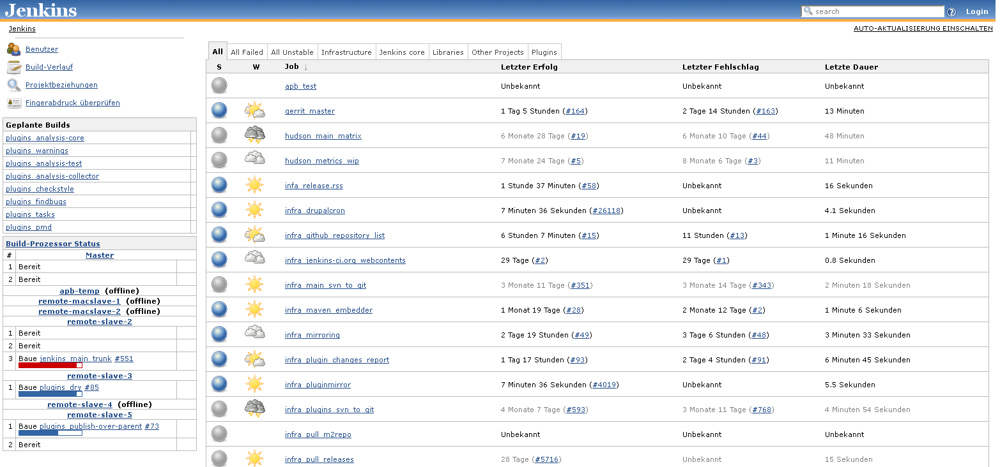 Jenkins
search
Login
Jenkins
AUTO-AKTUALISIERUNG EINSCHALTEN
Benutzer
Build-Verlauf
Projektbeziehungen
Fingerabdruck überprüfen
Geplante Builds
plugins_analysis-core
plugins_warnings
plugins_analysis-test
plugins_analysis-collector
plugins_checkstyle
plugins_findbugs
plugins_tasks
plugins_pmd
Build-Prozessor Status
# Master
1 Bereit
2 Bereit
apb-temp (offline)
remote-macslave-1 (offline)
remote-macslave-2 (offline)
remote-slave-2
1 Bereit
2 Bereit
3 Baue jenkins_main_trunk #551
remote-slave-3
1 Baue plugins_dry #85
remote-slave-4 (offline)
remote-slave-5
1 Baue plugins_publish-over-parent #73
2 Bereit
All All Failed All Unstable Infrastructure Jenkins core Libraries Other Projects Plugins
S W Job ↓ Letzter Erfolg Letzter Fehlschlag Letzte Dauer
apb_test Unbekannt Unbekannt Unbekannt
gerrit_master 1 Tag 5 Stunden (#164) 2 Tage 14 Stunden (#163) 13 Minuten
hudson_main_matrix 6 Monate 28 Tage (#19) 6 Monate 10 Tage (#44) 48 Minuten
hudson_metrics_wip 7 Monate 24 Tage (#5) 8 Monate 6 Tage (#3) 11 Minuten
infa_release.rss 1 Stunde 37 Minuten (#58) Unbekannt 16 Sekunden
infra_drupalcron 7 Minuten 36 Sekunden (#26118) Unbekannt 4.1 Sekunden
infra_github_repository_list 6 Stunden 7 Minuten (#15) 11 Stunden (#13) 1 Minute 16 Sekunden
infra_jenkins-ci.org_webcontents 29 Tage (#2) 29 Tage (#1) 0.8 Sekunden
infra_main_svn_to_git 3 Monate 11 Tage (#351) 3 Monate 14 Tage (#343) 2 Minuten 18 Sekunden
infra_maven_embedder 1 Monat 19 Tage (#28) 2 Monate 12 Tage (#2) 1 Minute 6 Sekunden
infra_mirroring 2 Tage 19 Stunden (#49) 3 Tage 6 Stunden (#48) 3 Minuten 33 Sekunden
infra_plugin_changes_report 1 Tag 17 Stunden (#93) 2 Tage 4 Stunden (#91) 6 Minuten 45 Sekunden
infra_pluginmirror 7 Minuten 36 Sekunden (#4019) Unbekannt 5.5 Sekunden
infra_plugins_svn_to_git 4 Monate 7 Tage (#593) 3 Monate 11 Tage (#768) 4 Minuten 54 Sekunden
infra_pull_m2repo Unbekannt Unbekannt Unbekannt
infra_pull_releases 28 Tage (#5716) Unbekannt 15 Sekunden